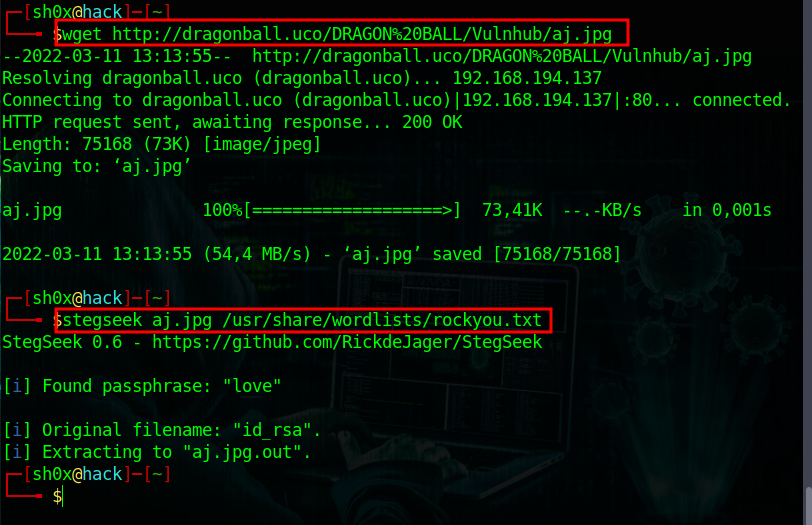 ┌─[sh0x@hack]─[~]
└──╼ $wget http://dragonball.uco/DRAGON%20BALL/Vulnhub/aj.jpg
--2022-03-11 13:13:55--  http://dragonball.uco/DRAGON%20BALL/Vulnhub/aj.jpg
Resolving dragonball.uco (dragonball.uco)... 192.168.194.137
Connecting to dragonball.uco (dragonball.uco)|192.168.194.137|:80... connected.
HTTP request sent, awaiting response... 200 OK
Length: 75168 (73K) [image/jpeg]
Saving to: ‘aj.jpg’
aj.jpg              100%[===================>]  73,41K  --.-KB/s    in 0,001s
2022-03-11 13:13:55 (54,4 MB/s) - ‘aj.jpg’ saved [75168/75168]
┌─[sh0x@hack]─[~]
└──╼ $stegseek aj.jpg /usr/share/wordlists/rockyou.txt
StegSeek 0.6 - https://github.com/RickdeJager/StegSeek
[i] Found passphrase: "love"
[i] Original filename: "id_rsa".
[i] Extracting to "aj.jpg.out".
┌─[sh0x@hack]─[~]
└──╼ $